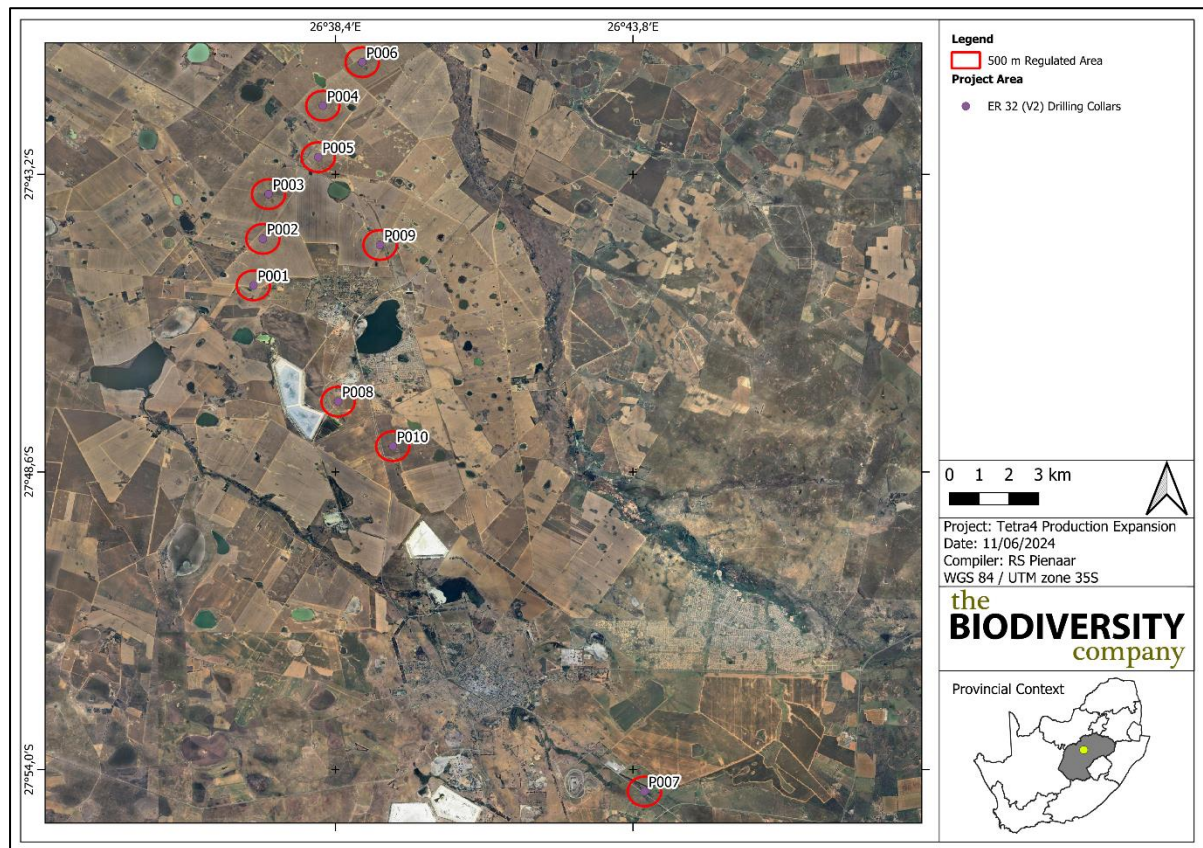 26°38,4′E
26°43,8′E
27°43,2′S
27°48,6′S
27°54,0′S
P006
P004
P005
P003
P002
P009
P001
P008
P010
P007
Legend
500 m Regulated Area
Project Area
ER 32 (V2) Drilling Collars
0 1 2 3 km
Project: Tetra4 Production Expansion
Date: 11/06/2024
Compiler: RS Pienaar
WGS 84 / UTM zone 35S
the
BIODIVERSITY
company
Provincial Context